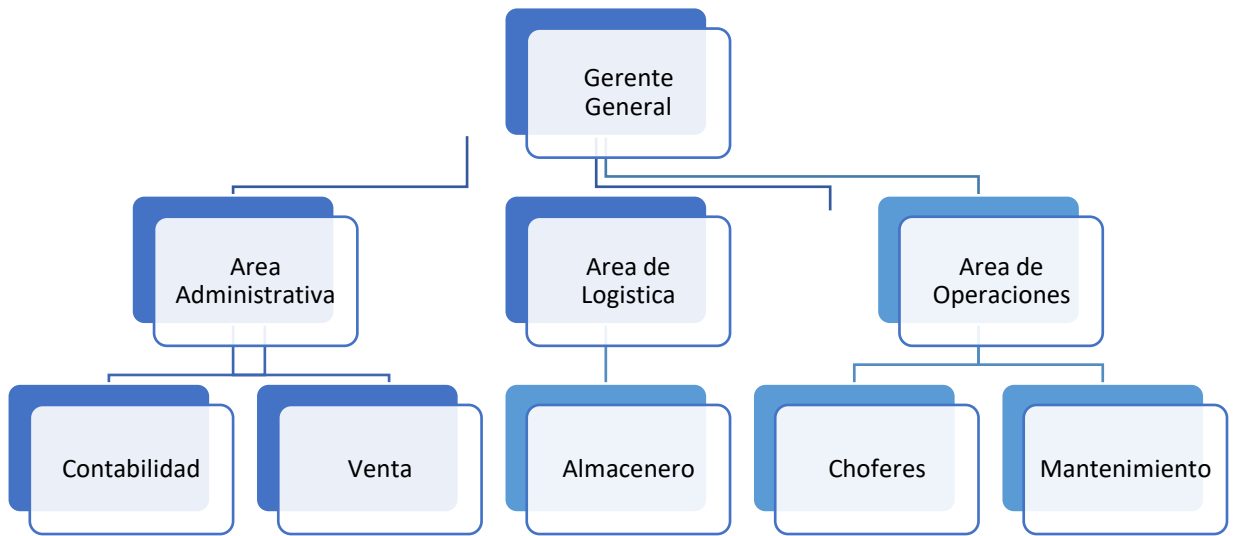 Gerente
General
Area
Administrativa
Area de
Logistica
Area de
Operaciones
Contabilidad
Venta
Almacenero
Choferes
Mantenimiento